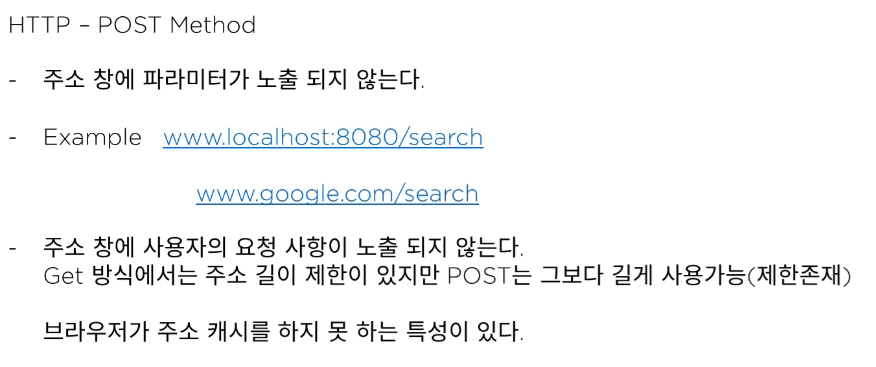 HTTP – POST Method
- 주소 창에 파라미터가 노출 되지 않는다.
- Example www.localhost:8080/search
www.google.com/search
- 주소 창에 사용자의 요청 사항이 노출 되지 않는다.
Get 방식에서는 주소 길이 제한이 있지만 POST는 그보다 길게 사용가능(제한존재)
브라우저가 주소 캐시를 하지 못 하는 특성이 있다.